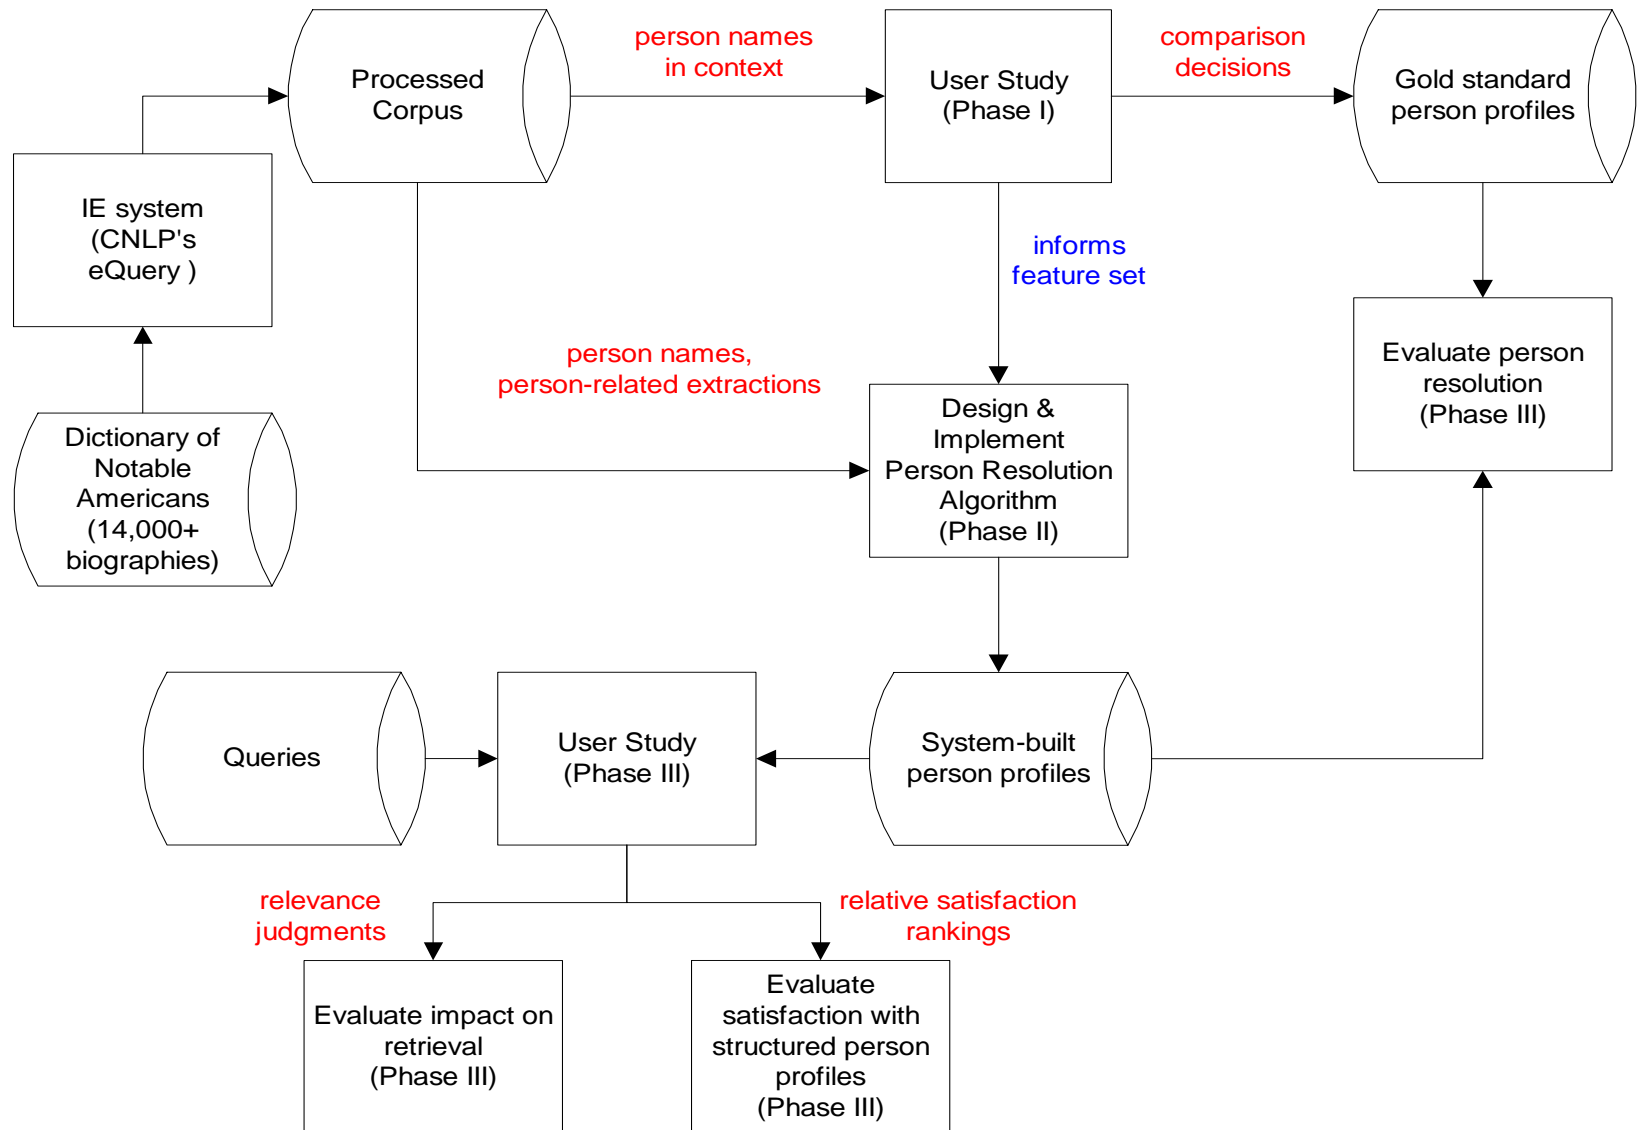 person names
in context
comparison
decisions
Processed
Corpus
User Study
(Phase I)
Gold standard
person profiles
IE system
(CNLP's
eQuery )
informs
feature set
person names,
person-related extractions
Evaluate person
resolution
(Phase III)
Dictionary of
Notable
Americans
(14,000+
biographies)
Design &
Implement
Person Resolution
Algorithm
(Phase II)
Queries
User Study
(Phase III)
System-built
person profiles
relevance
judgments
relative satisfaction
rankings
Evaluate impact on
retrieval
(Phase III)
Evaluate
satisfaction with
structured person
profiles
(Phase III)